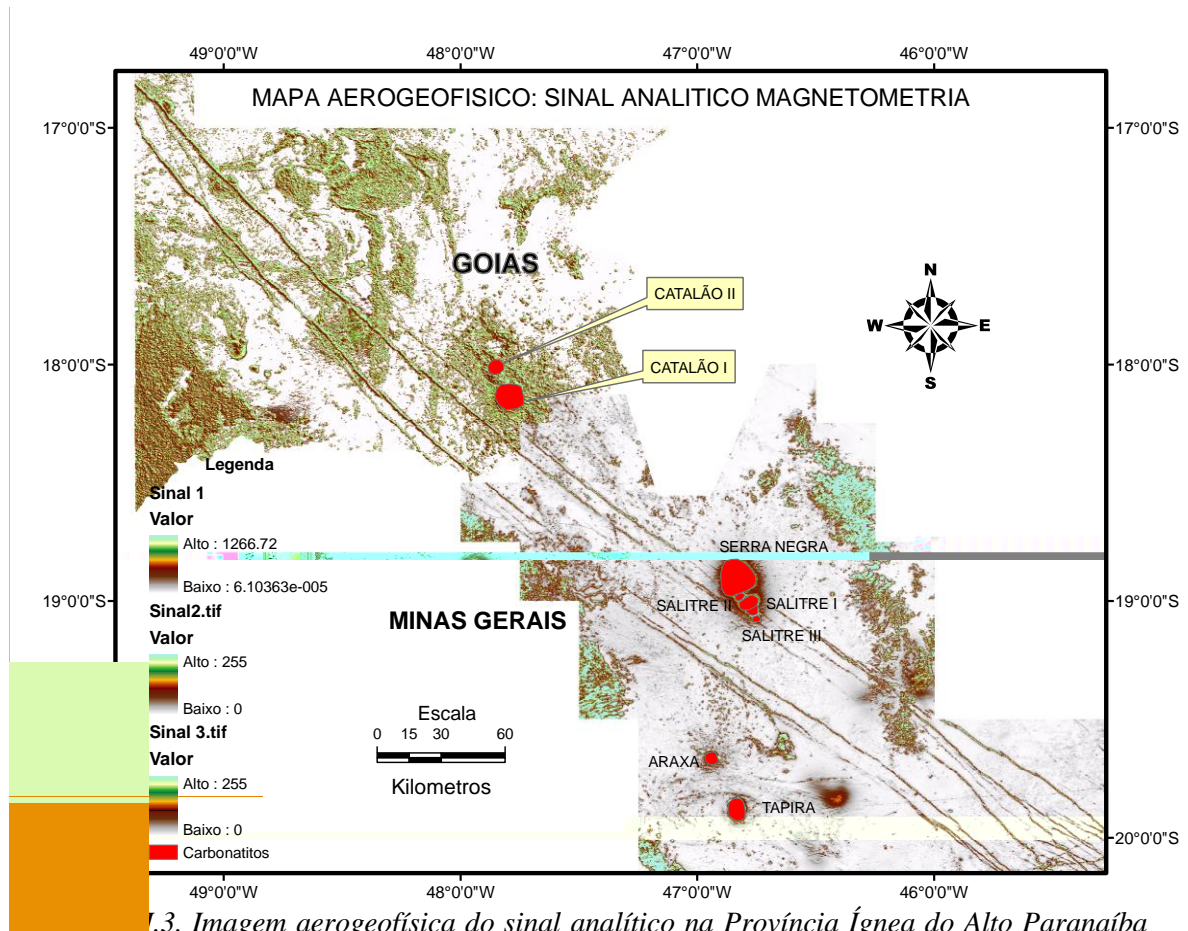 49°0'0"W 48°0'0"W 47°0'0"W 46°0'0"W
MAPA AEROGEOFISICO: SINAL ANALITICO MAGNETOMETRIA
17°0'0"S 17°0'0"S
GOIAS
N
W E
S
CATALÃO II
CATALÃO I
18°0'0"S 18°0'0"S
Legenda
Sinal 1
Valor
Alto : 1266.72
Baixo : 6.10363e-005
SERRA NEGRA
SALITRE II SALITRE I
SALITRE III
19°0'0"S 19°0'0"S
MINAS GERAIS
Sinal2.tif
Valor
Alto : 255
Baixo : 0
Escala
0 15 30 60
Kilometros
Sinal 3.tif
Valor
Alto : 255
Baixo : 0
Carbonatitos
ARAXA
TAPIRA
20°0'0"S
49°0'0"W 48°0'0"W 47°0'0"W 46°0'0"W
.3. Imagem aerogeofísica do sinal analítico na Província Ígnea do Alto Paranaíba